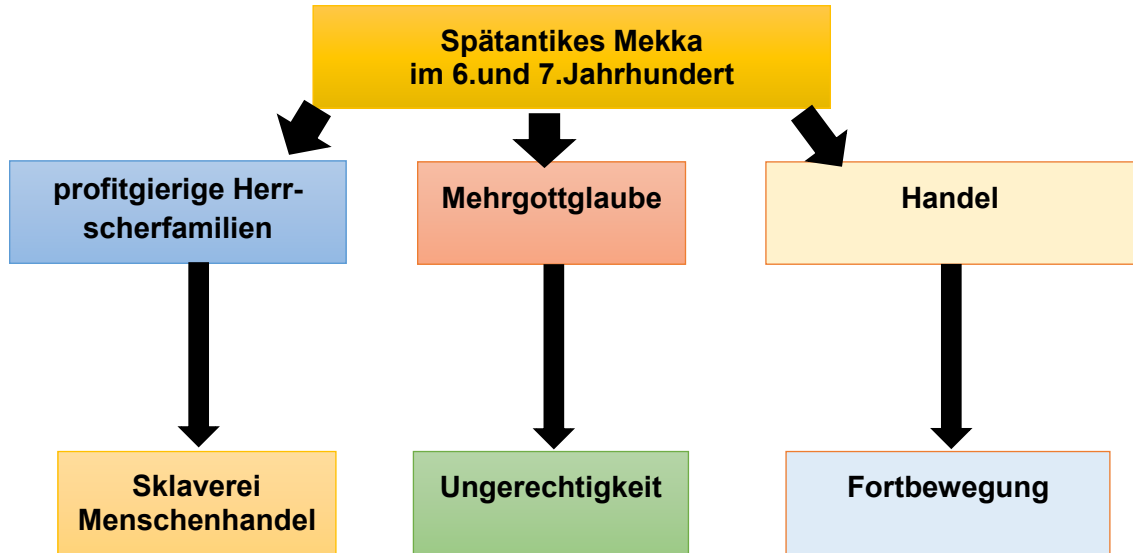 Spätantikes Mekka
im 6.und 7.Jahrhundert
profitgierige Herr-
scherfamilien
Mehrgottglaube
Handel
Sklaverei
Menschenhandel
Ungerechtigkeit
Fortbewegung